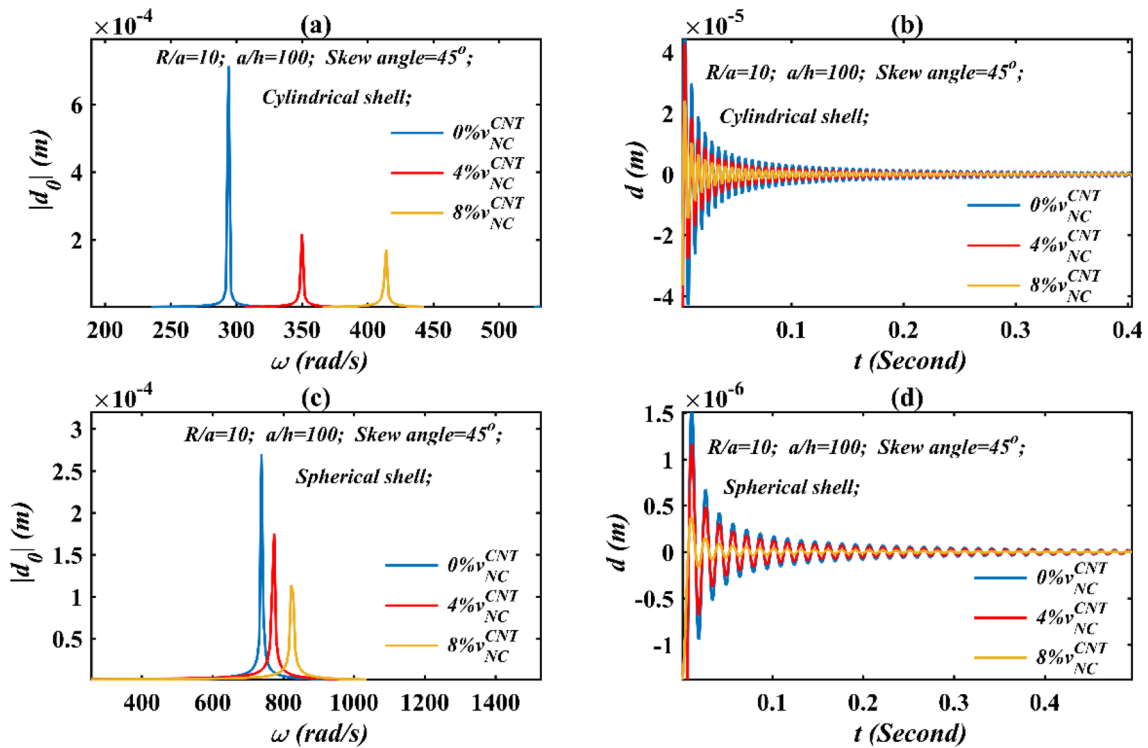 (a)
×10⁻⁴
R/a=10; a/h=100; Skew angle=45°;
Cylindrical shell;
0%v_NC^CNT
4%v_NC^CNT
8%v_NC^CNT
|d₀| (m)
6
4
2
200 250 300 350 400 450 500
ω (rad/s)
(b)
×10⁻⁵
R/a=10; a/h=100; Skew angle=45°;
Cylindrical shell;
0%v_NC^CNT
4%v_NC^CNT
8%v_NC^CNT
d (m)
4
2
0
-2
-4
0.1 0.2 0.3 0.4
t (Second)
(c)
×10⁻⁴
R/a=10; a/h=100; Skew angle=45°;
Spherical shell;
0%v_NC^CNT
4%v_NC^CNT
8%v_NC^CNT
|d₀| (m)
3
2.5
2
1.5
1
0.5
400 600 800 1000 1200 1400
ω (rad/s)
(d)
×10⁻⁶
R/a=10; a/h=100; Skew angle=45°;
Spherical shell;
0%v_NC^CNT
4%v_NC^CNT
8%v_NC^CNT
d (m)
1.5
1
0.5
0
-0.5
-1
0.1 0.2 0.3 0.4
t (Second)